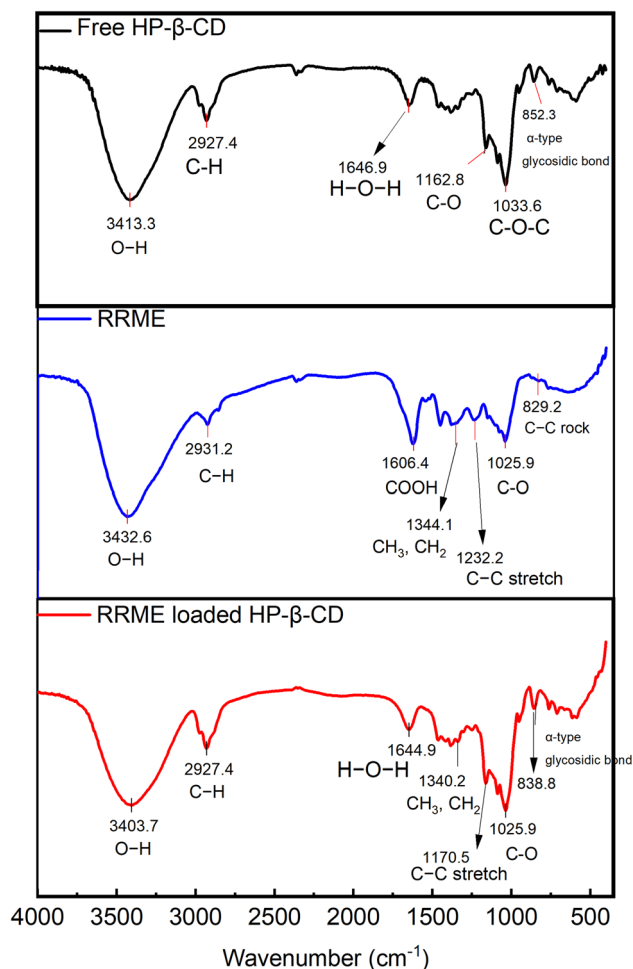 Free HP-β-CD
3413.3
O−H
2927.4
C-H
1646.9
H−O−H
1162.8
C-O
1033.6
C-O-C
852.3
α-type
glycosidic bond
RRME
3432.6
O−H
2931.2
C−H
1606.4
COOH
1344.1
CH₃, CH₂
1232.2
C−C stretch
1025.9
C−O
829.2
C−C rock
RRME loaded HP-β-CD
3403.7
O−H
2927.4
C−H
1644.9
H−O−H
1340.2
CH₃, CH₂
1170.5
C−C stretch
1025.9
C-O
α-type
glycosidic bond
838.8
4000 3500 3000 2500 2000 1500 1000 500
Wavenumber (cm⁻¹)